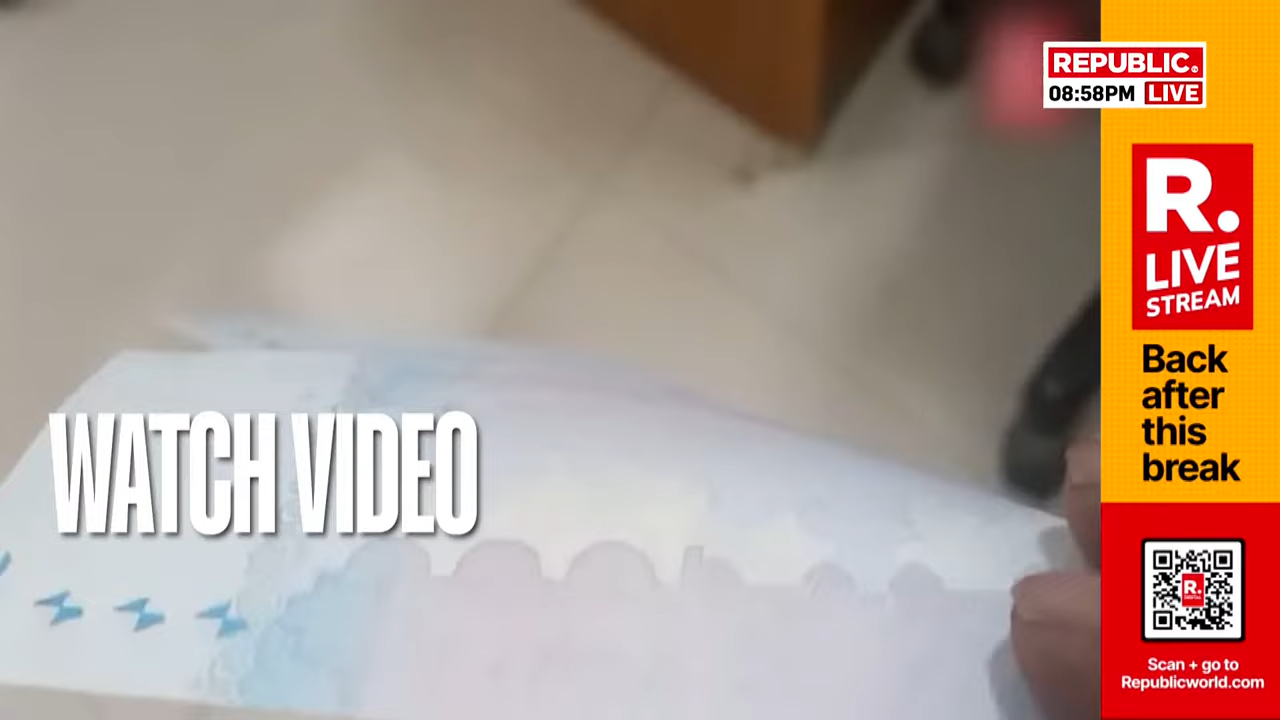 REPUBLIC.
08:58PM LIVE
R.
LIVE
STREAM
Back
after
this
break
WATCH VIDEO
R.
Scan + go to
Republicworld.com